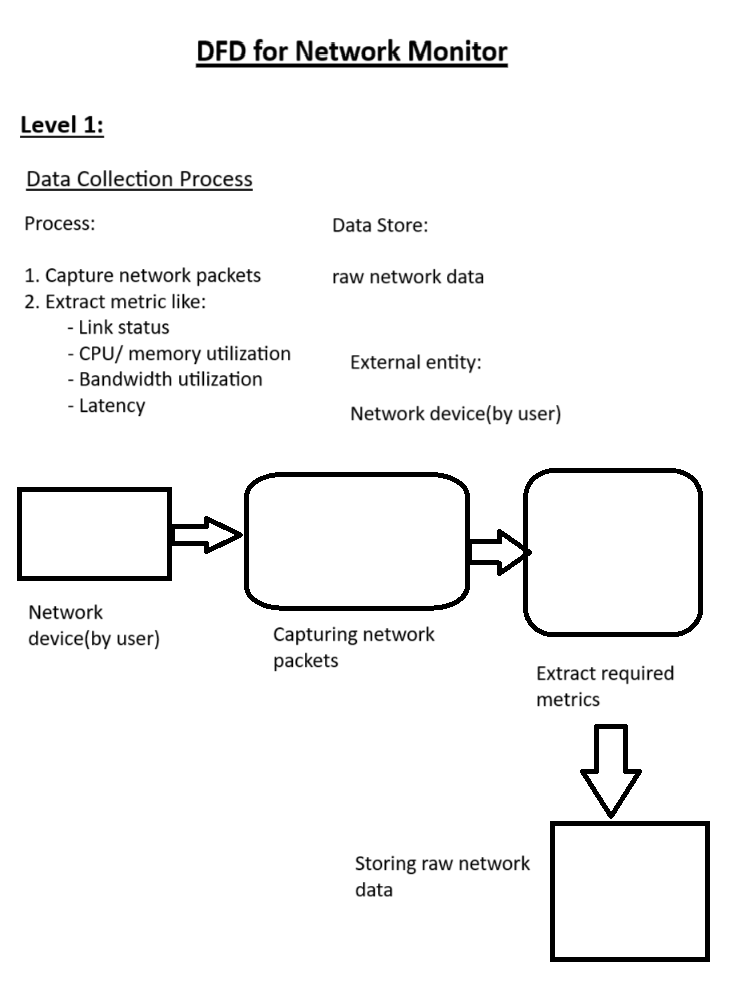 DFD for Network Monitor
Level 1:
Data Collection Process
Process:
1. Capture network packets
2. Extract metric like:
- Link status
- CPU/ memory utilization
- Bandwidth utilization
- Latency
Data Store:
raw network data
External entity:
Network device(by user)
Network
device(by user)
Capturing network
packets
Extract required
metrics
Storing raw network
data